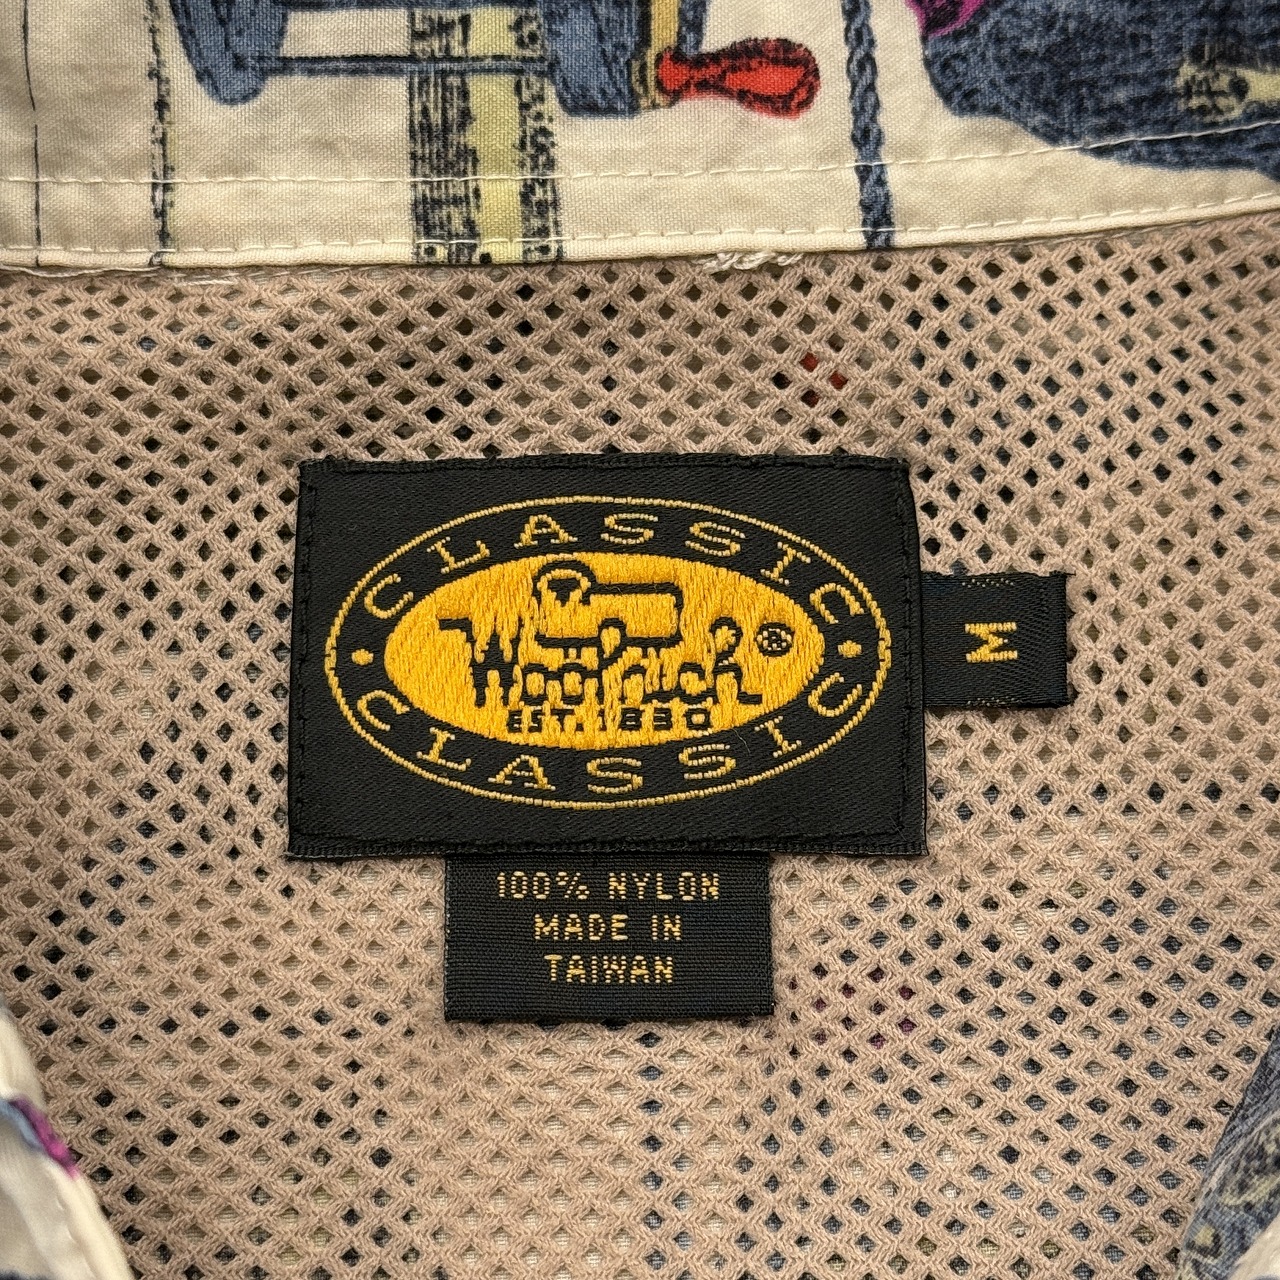 CLASSIC
Woolrich ®
EST. 1830
CLASSIC
M
100% NYLON
MADE IN
TAIWAN